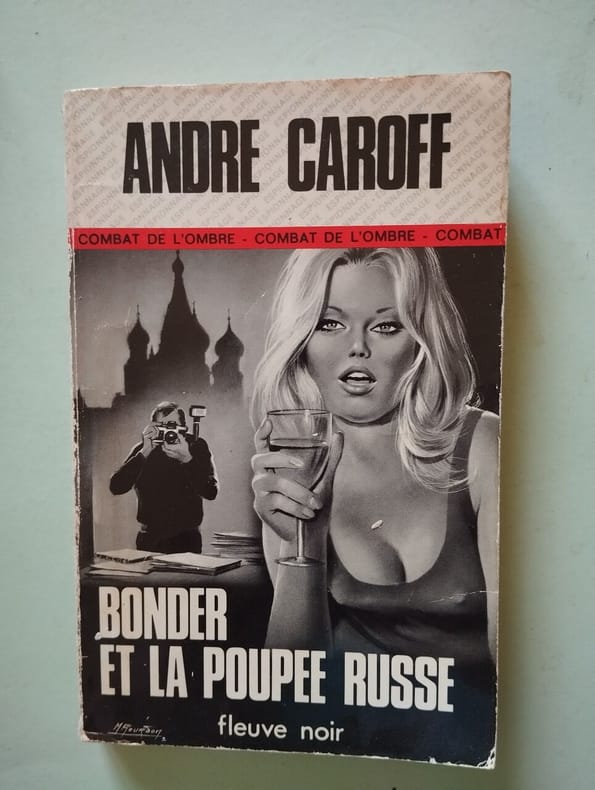 ANDRE CAROFF
COMBAT DE L'OMBRE - COMBAT DE L'OMBRE - COMBAT
BONDER
ET LA POUPEE RUSSE
fleuve noir